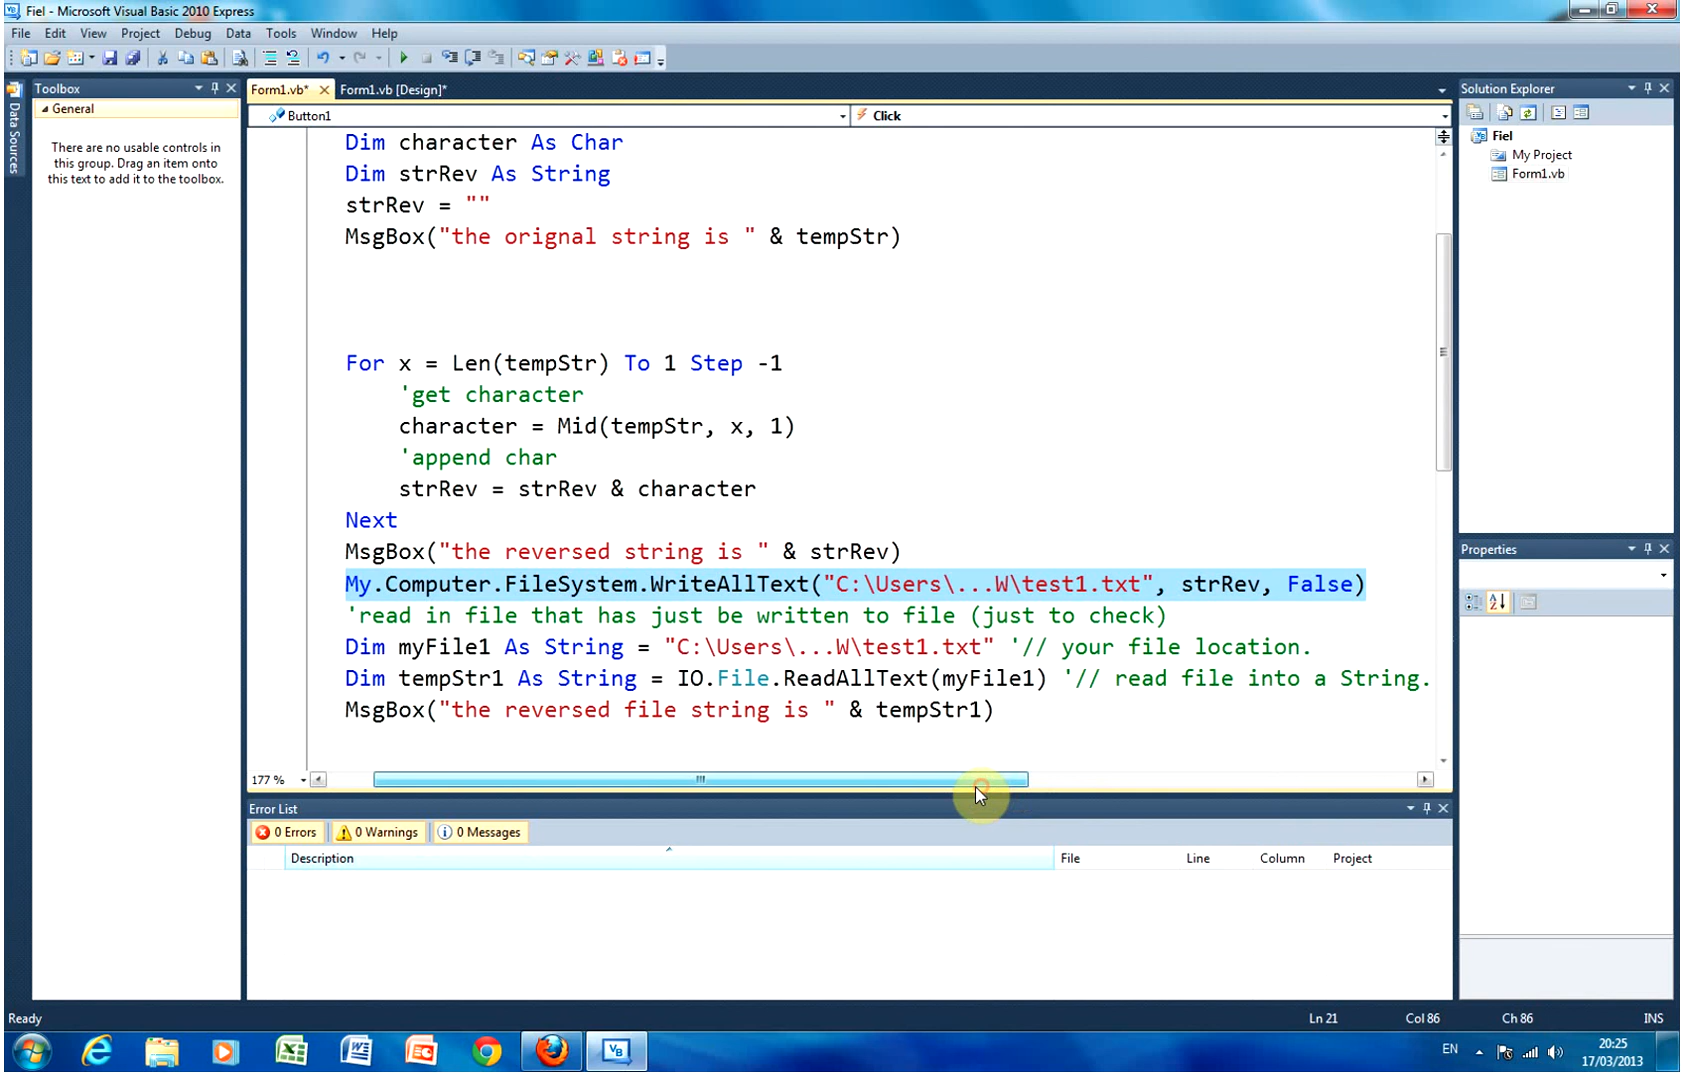 Fiel - Microsoft Visual Basic 2010 Express
File Edit View Project Debug Data Tools Window Help
Data Sources
Toolbox
General
There are no usable controls in
this group. Drag an item onto
this text to add it to the toolbox.
Form1.vb* Form1.vb [Design]*
Button1 Click
Dim character As Char
Dim strRev As String
strRev = ""
MsgBox("the orignal string is " & tempStr)
For x = Len(tempStr) To 1 Step -1
'get character
character = Mid(tempStr, x, 1)
'append char
strRev = strRev & character
Next
MsgBox("the reversed string is " & strRev)
My.Computer.FileSystem.WriteAllText("C:\Users\...W\test1.txt", strRev, False)
'read in file that has just be written to file (just to check)
Dim myFile1 As String = "C:\Users\...W\test1.txt" '// your file location.
Dim tempStr1 As String = IO.File.ReadAllText(myFile1) '// read file into a String.
MsgBox("the reversed file string is " & tempStr1)
177 %
Error List
0 Errors 0 Warnings 0 Messages
Description File Line Column Project
Solution Explorer
Fiel
My Project
Form1.vb
Properties
Ready Ln 21 Col 86 Ch 86 INS
EN 20:25
17/03/2013